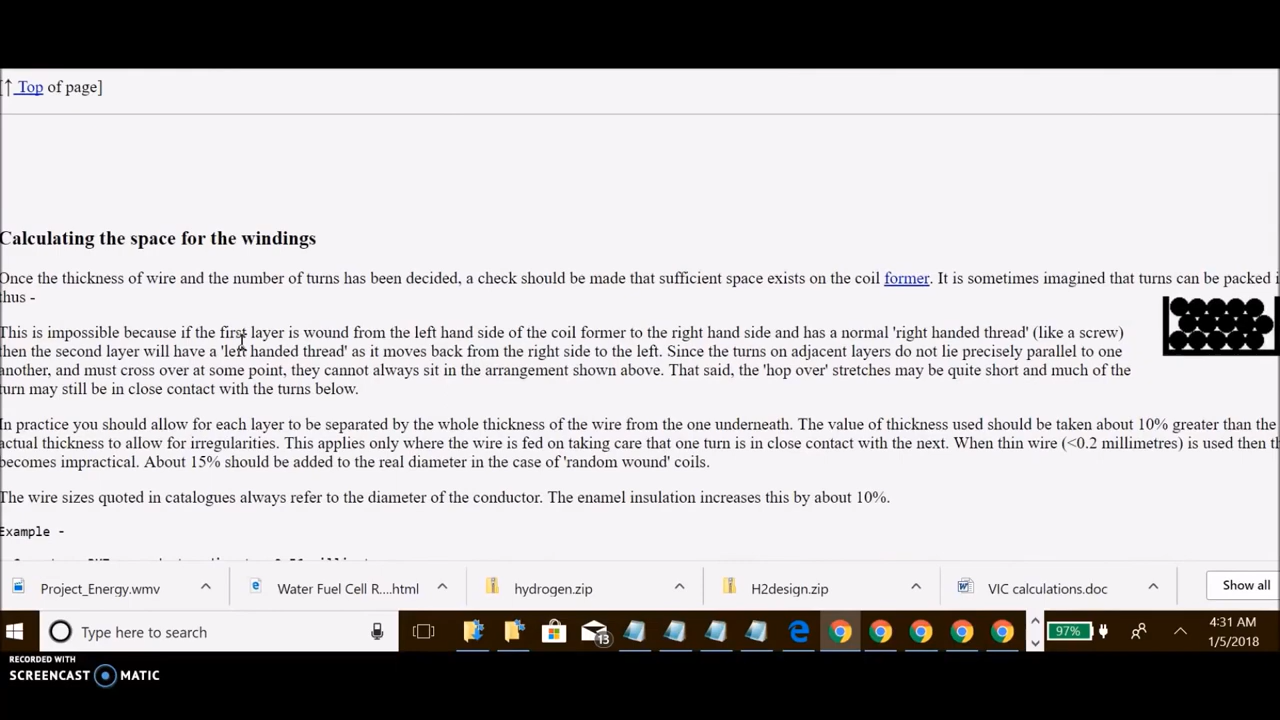 [↑ Top of page]
Calculating the space for the windings
Once the thickness of wire and the number of turns has been decided, a check should be made that sufficient space exists on the coil former. It is sometimes imagined that turns can be packed i
thus -
This is impossible because if the first layer is wound from the left hand side of the coil former to the right hand side and has a normal 'right handed thread' (like a screw)
then the second layer will have a 'left handed thread' as it moves back from the right side to the left. Since the turns on adjacent layers do not lie precisely parallel to one
another, and must cross over at some point, they cannot always sit in the arrangement shown above. That said, the 'hop over' stretches may be quite short and much of the
turn may still be in close contact with the turns below.
In practice you should allow for each layer to be separated by the whole thickness of the wire from the one underneath. The value of thickness used should be taken about 10% greater than the
actual thickness to allow for irregularities. This applies only where the wire is fed on taking care that one turn is in close contact with the next. When thin wire (<0.2 millimetres) is used then th
becomes impractical. About 15% should be added to the real diameter in the case of 'random wound' coils.
The wire sizes quoted in catalogues always refer to the diameter of the conductor. The enamel insulation increases this by about 10%.
Example -
Project_Energy.wmv
Water Fuel Cell R....html
hydrogen.zip
H2design.zip
VIC calculations.doc
Show all
Type here to search
13
97%
4:31 AM
1/5/2018
RECORDED WITH
SCREENCAST MATIC